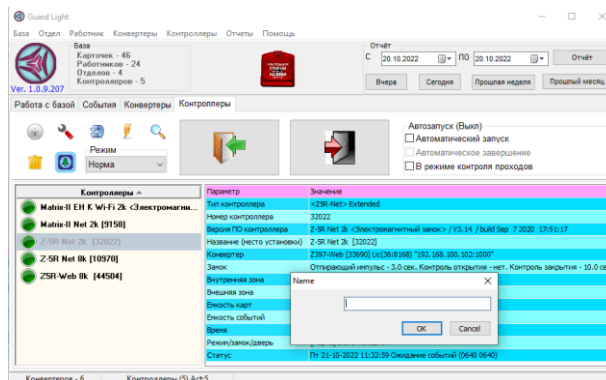 Guard Light
База Отдел Работник Конвертеры Контроллеры Отчеты Помощь
Ver. 1.0.9.207
База
Карточек - 46
Работников - 24
Отделов - 4
Контроллеров - 5
Отчёт
С 20.10.2022 ПО 20.10.2022 Отчёт
Вчера Сегодня Прошлая неделя Прошлый месяц
Работа с базой События Конвертеры Контроллеры
Режим
Норма
Автозапуск (Выкл)
Автоматический запуск
Автоматическое завершение
В режиме контроля проходов
Контроллеры
Matrix-II EH K Wi-Fi 2k <Электромагни...
Matrix-II Net 2k [9158]
Z-5R Net 2k [32022]
Z-5R Net 8k [10970]
Z5R-Web 8k [44504]
Параметр Значение
Тип контроллера <Z5R-Net> Extended
Номер контроллера 32022
Версия ПО контроллера Z-5R Net 2k <Электромагнитный замок> / V3.14 /build Sep 7 2020 17:51:17
Название (место установки) Z-5R Net 2k [32022]
Конвертер Z397-Web [33690] Lic(36:8168) "192.168.100.102:1000"
Замок Отпирающий импульс - 3.0 сек. Контроль открытия - нет. Контроль закрытия - 10.0 се
Внутренняя зона
Внешняя зона
Емкость карт
Емкость событий
Время
Режим/замок/дверь
Статус Пт 21-10-2022 11:32:59 Ожидание событий (0640 0640)
Name
OK Cancel
Конвертеров - 6 Контроллеры (5) Act:5